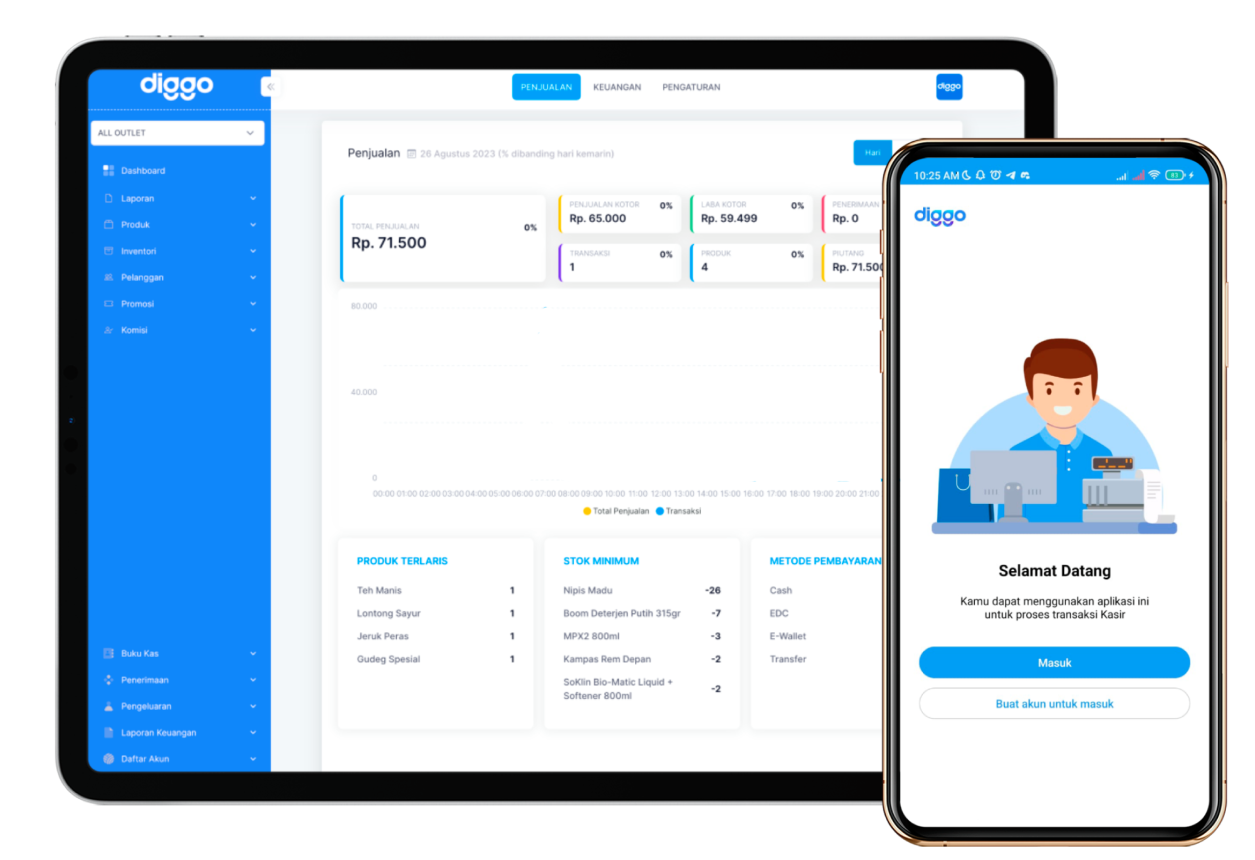 diggo
PENJUALAN
KEUANGAN
PENGATURAN
diggo
ALL OUTLET
Dashboard
Laporan
Produk
Inventori
Pelanggan
Promosi
Komisi
Buku Kas
Penerimaan
Pengeluaran
Laporan Keuangan
Daftar Akun
Penjualan 26 Agustus 2023 (% dibanding hari kemarin)
Hari
TOTAL PENJUALAN 0%
Rp. 71.500
PENJUALAN KOTOR 0%
Rp. 65.000
LABA KOTOR 0%
Rp. 59.499
PENERIMAAN
Rp. 0
TRANSAKSI 0%
1
PRODUK 0%
4
PIUTANG
Rp. 71.500
60.000
40.000
0
00:00 01:00 02:00 03:00 04:00 05:00 06:00 07:00 08:00 09:00 10:00 11:00 12:00 13:00 14:00 15:00 16:00 17:00 18:00 19:00 20:00 21:00
Total Penjualan Transaksi
PRODUK TERLARIS
Teh Manis 1
Lontong Sayur 1
Jeruk Peras 1
Gudeg Spesial 1
STOK MINIMUM
Nipis Madu -26
Boom Deterjen Putih 315gr -7
MPX2 800ml -3
Kampas Rem Depan -2
SoKlin Bio-Matic Liquid +
Softener 800ml -2
METODE PEMBAYARAN
Cash
EDC
E-Wallet
Transfer
10:25 AM
83
diggo
Selamat Datang
Kamu dapat menggunakan aplikasi ini
untuk proses transaksi Kasir
Masuk
Buat akun untuk masuk